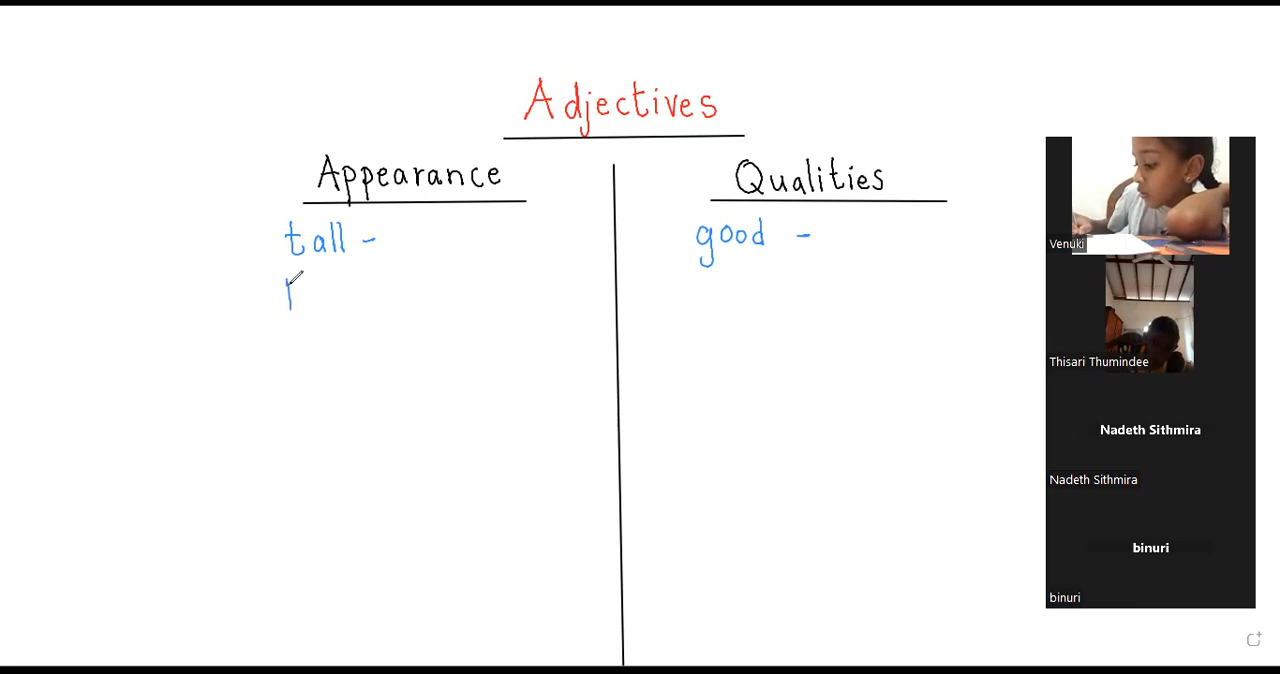 Adjectives
Appearance
Qualities
tall -
good -
Venuki
Thisari Thumindee
Nadeth Sithmira
Nadeth Sithmira
binuri
binuri